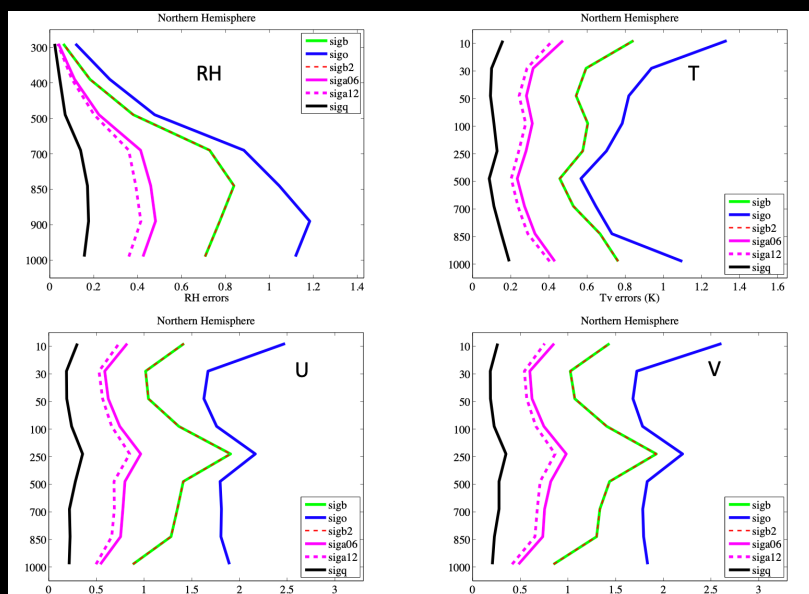 Northern Hemisphere
300
400
500
700
850
900
1000
0
0.2
0.4
0.6
0.8
1
1.2
1.4
RH errors
RH
sigb
sigo
sigb2
siga06
siga12
sigq
Northern Hemisphere
10
30
50
100
250
500
700
850
1000
0
0.2
0.4
0.6
0.8
1
1.2
1.4
1.6
Tv errors (K)
T
sigb
sigo
sigb2
siga06
siga12
sigq
Northern Hemisphere
10
30
50
100
250
500
700
850
1000
0
0.5
1
1.5
2
2.5
3
U
sigb
sigo
sigb2
siga06
siga12
sigq
Northern Hemisphere
10
30
50
100
250
500
700
850
1000
0
0.5
1
1.5
2
2.5
3
V
sigb
sigo
sigb2
siga06
siga12
sigq